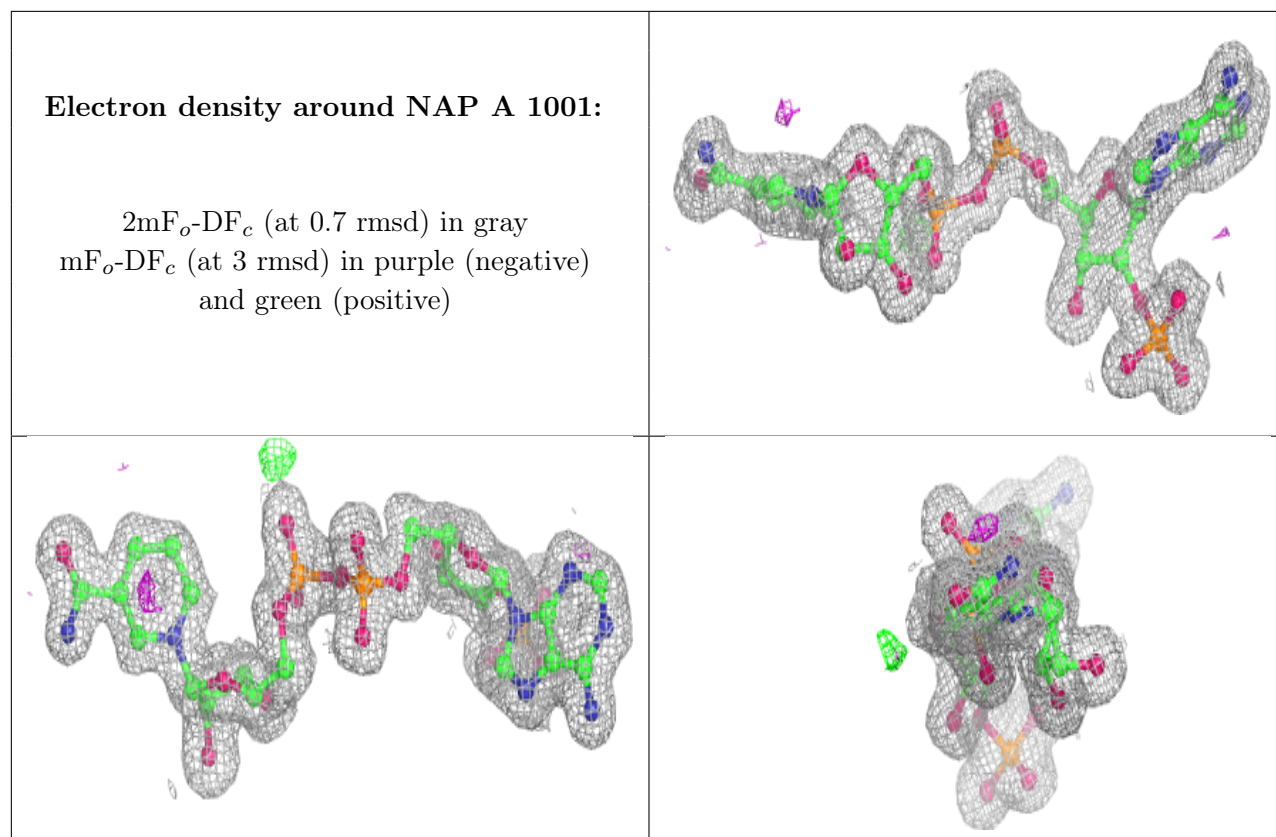 Electron density around NAP A 1001:
2mFₒ-DF𝒸 (at 0.7 rmsd) in gray
mFₒ-DF𝒸 (at 3 rmsd) in purple (negative)
and green (positive)